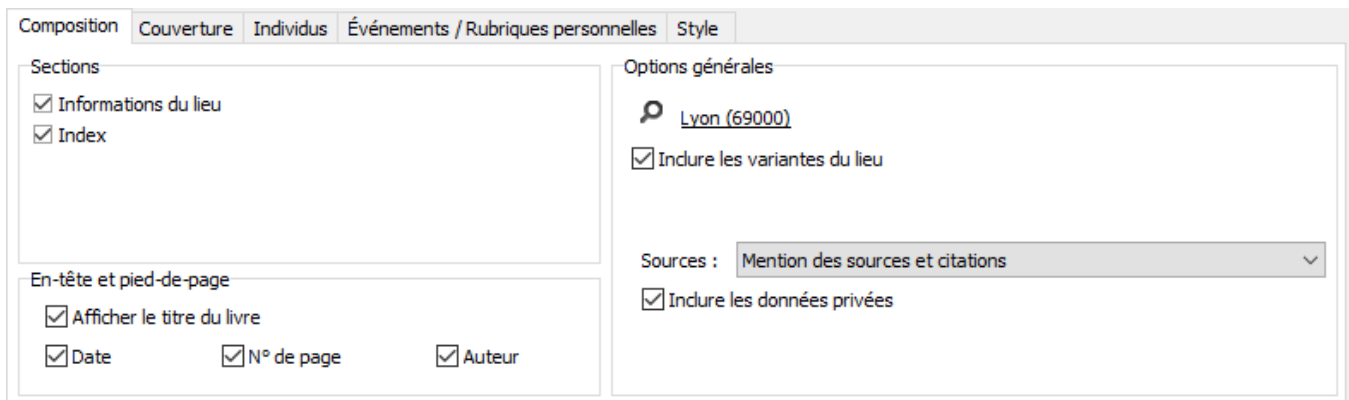 Composition Couverture Individus Événements / Rubriques personnelles Style
Sections
Informations du lieu
Index
En-tête et pied-de-page
Afficher le titre du livre
Date N° de page Auteur
Options générales
Lyon (69000)
Inclure les variantes du lieu
Sources : Mention des sources et citations
Inclure les données privées